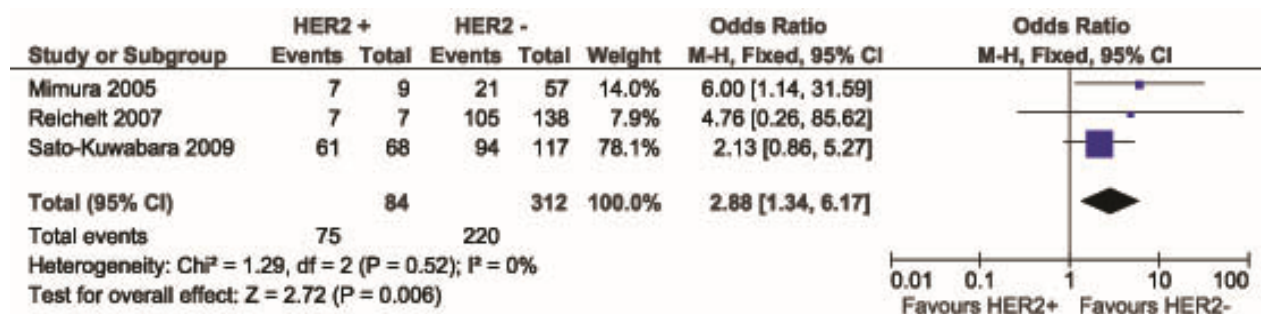 HER2 + HER2 - Odds Ratio Odds Ratio
Study or Subgroup Events Total Events Total Weight M-H, Fixed, 95% CI M-H, Fixed, 95% CI
Mimura 2005 7 9 21 57 14.0% 6.00 [1.14, 31.59]
Reichelt 2007 7 7 105 138 7.9% 4.76 [0.26, 85.62]
Sato-Kuwabara 2009 61 68 94 117 78.1% 2.13 [0.86, 5.27]
Total (95% CI) 84 312 100.0% 2.88 [1.34, 6.17]
Total events 75 220
Heterogeneity: Chi² = 1.29, df = 2 (P = 0.52); I² = 0%
Test for overall effect: Z = 2.72 (P = 0.006)
0.01 0.1 1 10 100
Favours HER2+ Favours HER2-